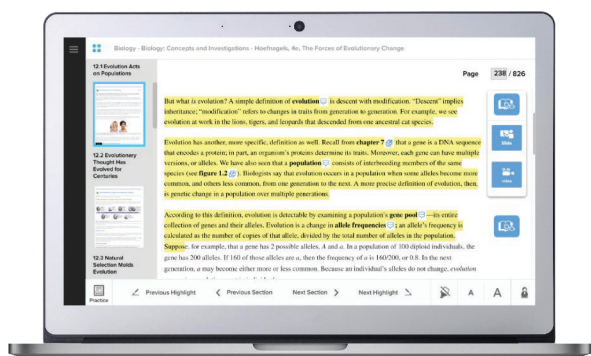 Biology - Biology: Concepts and Investigations - Hoefnagels, 4e, The Forces of Evolutionary Change
12.1 Evolution Acts
on Populations
12.2 Evolutionary
Thought Has
Evolved for
Centuries
12.3 Natural
Selection Molds
Evolution
Page 238 / 826
But what is evolution? A simple definition of evolution is descent with modification. "Descent" implies
inheritance; "modification" refers to changes in traits from generation to generation. For example, we see
evolution at work in the lions, tigers, and leopards that descended from one ancestral cat species.
Evolution has another, more specific, definition as well. Recall from chapter 7 that a gene is a DNA sequence
that encodes a protein; in part, an organism's proteins determine its traits. Moreover, each gene can have multiple
versions, or alleles. We have also seen that a population consists of interbreeding members of the same
species (see figure 1.2). Biologists say that evolution occurs in a population when some alleles become more
common, and others less common, from one generation to the next. A more precise definition of evolution, then,
is genetic change in a population over multiple generations.
According to this definition, evolution is detectable by examining a population's gene pool—its entire
collection of genes and their alleles. Evolution is a change in allele frequencies; an allele's frequency is
calculated as the number of copies of that allele, divided by the total number of alleles in the population.
Suppose, for example, that a gene has 2 possible alleles, A and a. In a population of 100 diploid individuals, the
gene has 200 alleles. If 160 of those alleles are a, then the frequency of a is 160/200, or 0.8. In the next
generation, a may become either more or less common. Because an individual's alleles do not change, evolution
Slide
Video
Practice
Previous Highlight
Previous Section
Next Section
Next Highlight
A
A